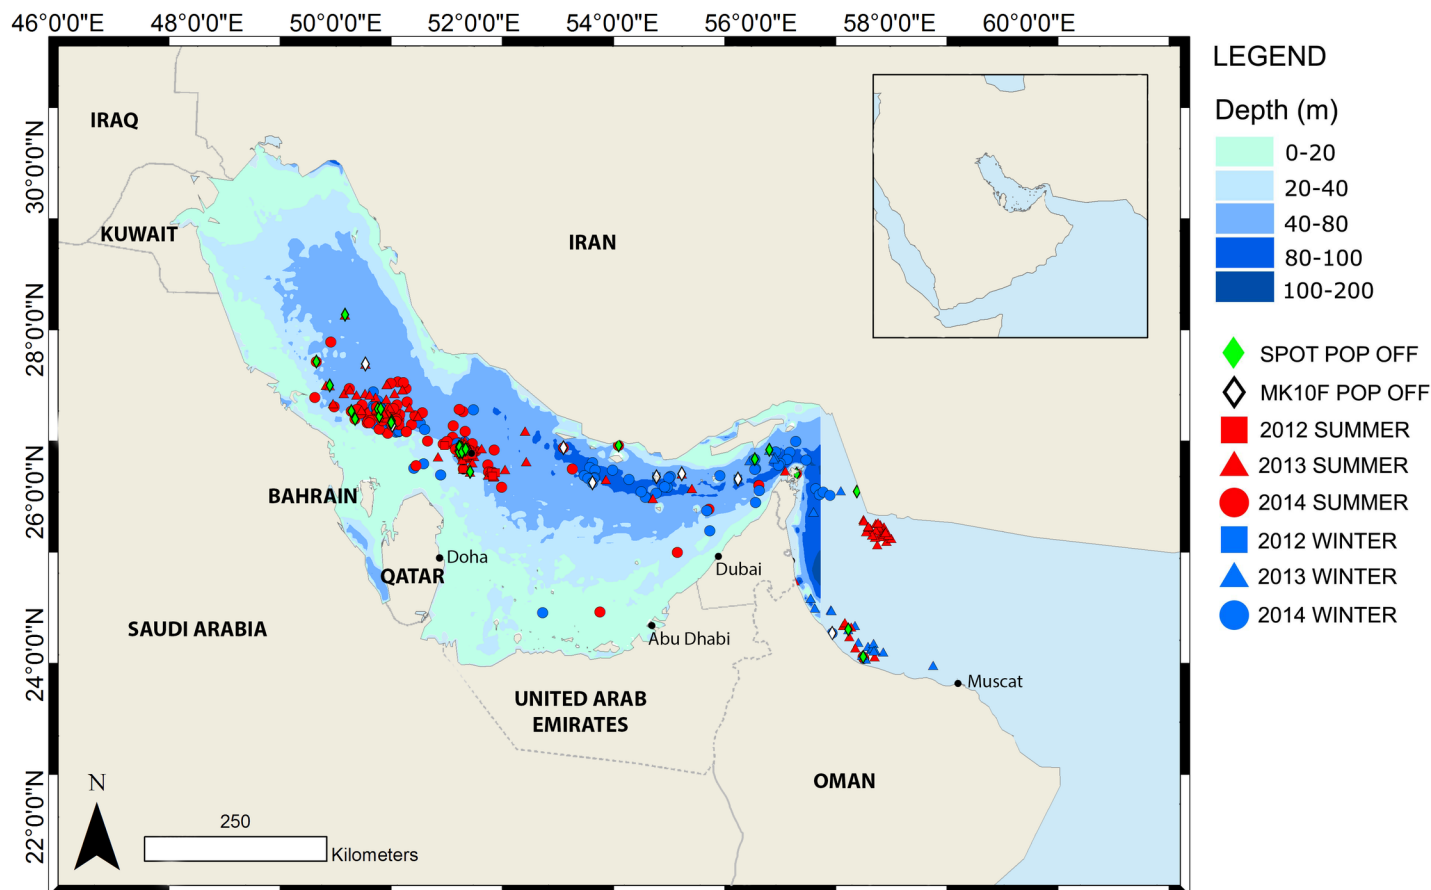 46°0'0"E 48°0'0"E 50°0'0"E 52°0'0"E 54°0'0"E 56°0'0"E 58°0'0"E 60°0'0"E
30°0'0"N
28°0'0"N
26°0'0"N
24°0'0"N
22°0'0"N
IRAQ
KUWAIT
IRAN
BAHRAIN
Doha
QATAR
Dubai
SAUDI ARABIA
Abu Dhabi
Muscat
UNITED ARAB
EMIRATES
OMAN
N
250
Kilometers
LEGEND
Depth (m)
0-20
20-40
40-80
80-100
100-200
SPOT POP OFF
MK10F POP OFF
2012 SUMMER
2013 SUMMER
2014 SUMMER
2012 WINTER
2013 WINTER
2014 WINTER